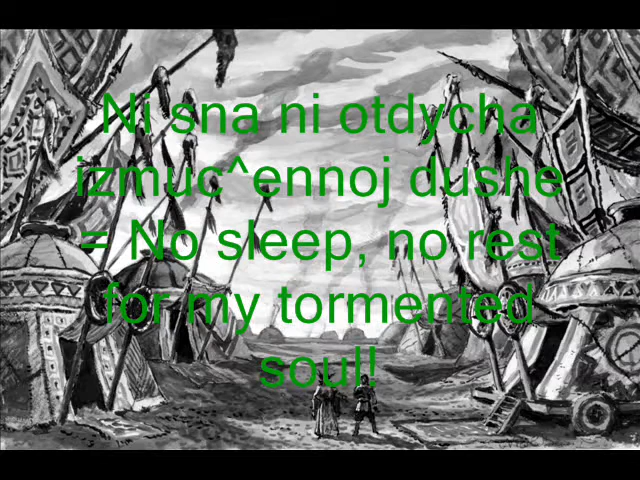 Ni sna ni otdycha
izmuc^ennoj dushe
= No sleep, no rest
for my tormented
soul!